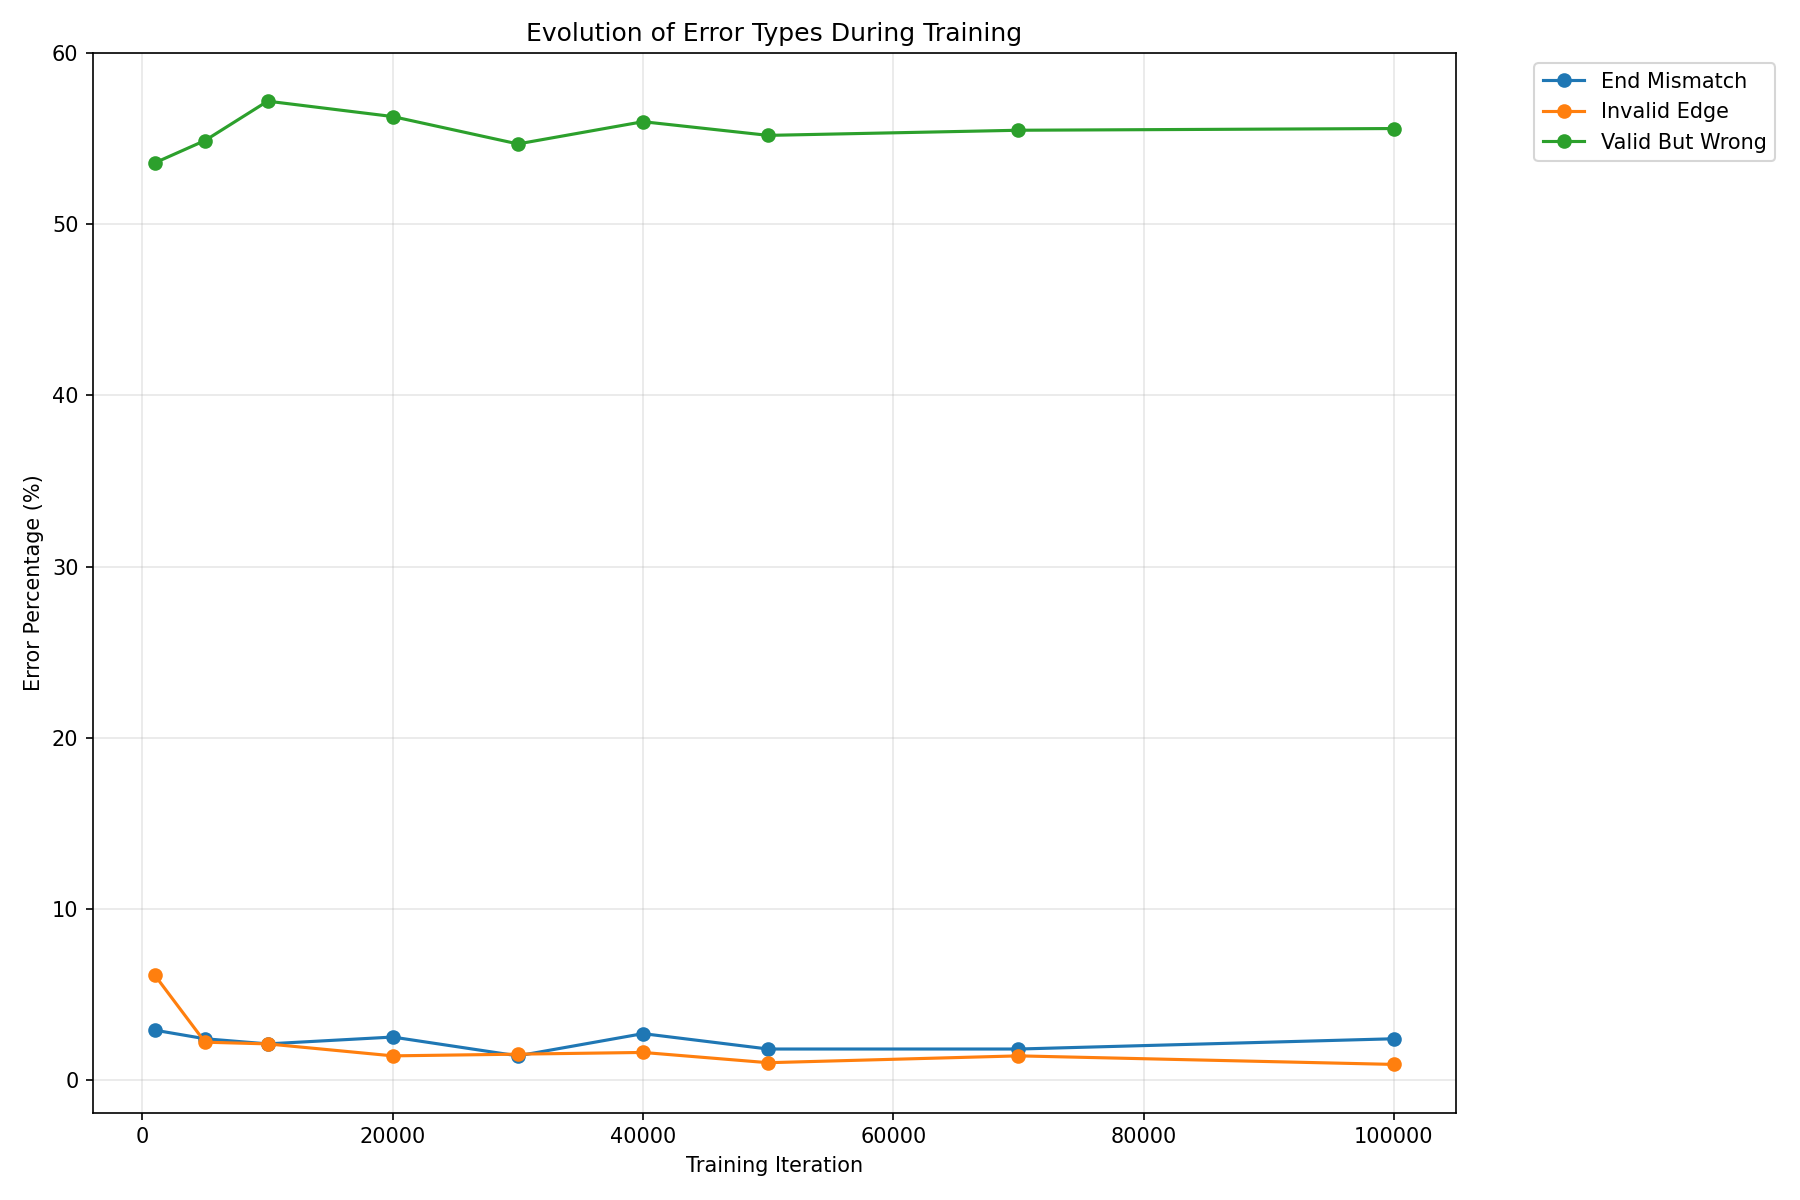 Evolution of Error Types During Training
End Mismatch
Invalid Edge
Valid But Wrong
Error Percentage (%)
60
50
40
30
20
10
0
0 20000 40000 60000 80000 100000
Training Iteration